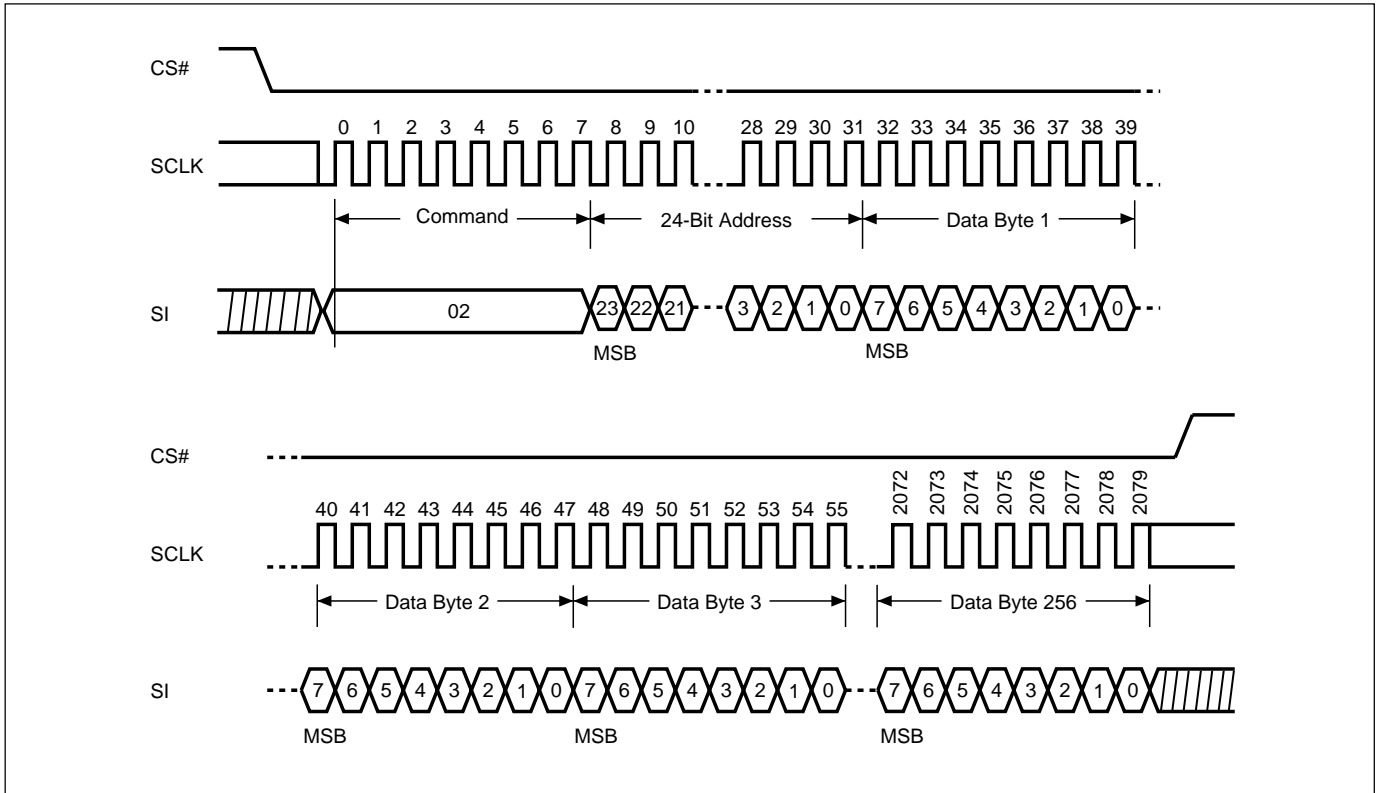 CS#
0 1 2 3 4 5 6 7 8 9 10 28 29 30 31 32 33 34 35 36 37 38 39
SCLK
Command 24-Bit Address Data Byte 1
SI 02 23 22 21 3 2 1 0 7 6 5 4 3 2 1 0
MSB MSB
CS#
40 41 42 43 44 45 46 47 48 49 50 51 52 53 54 55 2072 2073 2074 2075 2076 2077 2078 2079
SCLK
Data Byte 2 Data Byte 3 Data Byte 256
SI 7 6 5 4 3 2 1 0 7 6 5 4 3 2 1 0 7 6 5 4 3 2 1 0
MSB MSB MSB